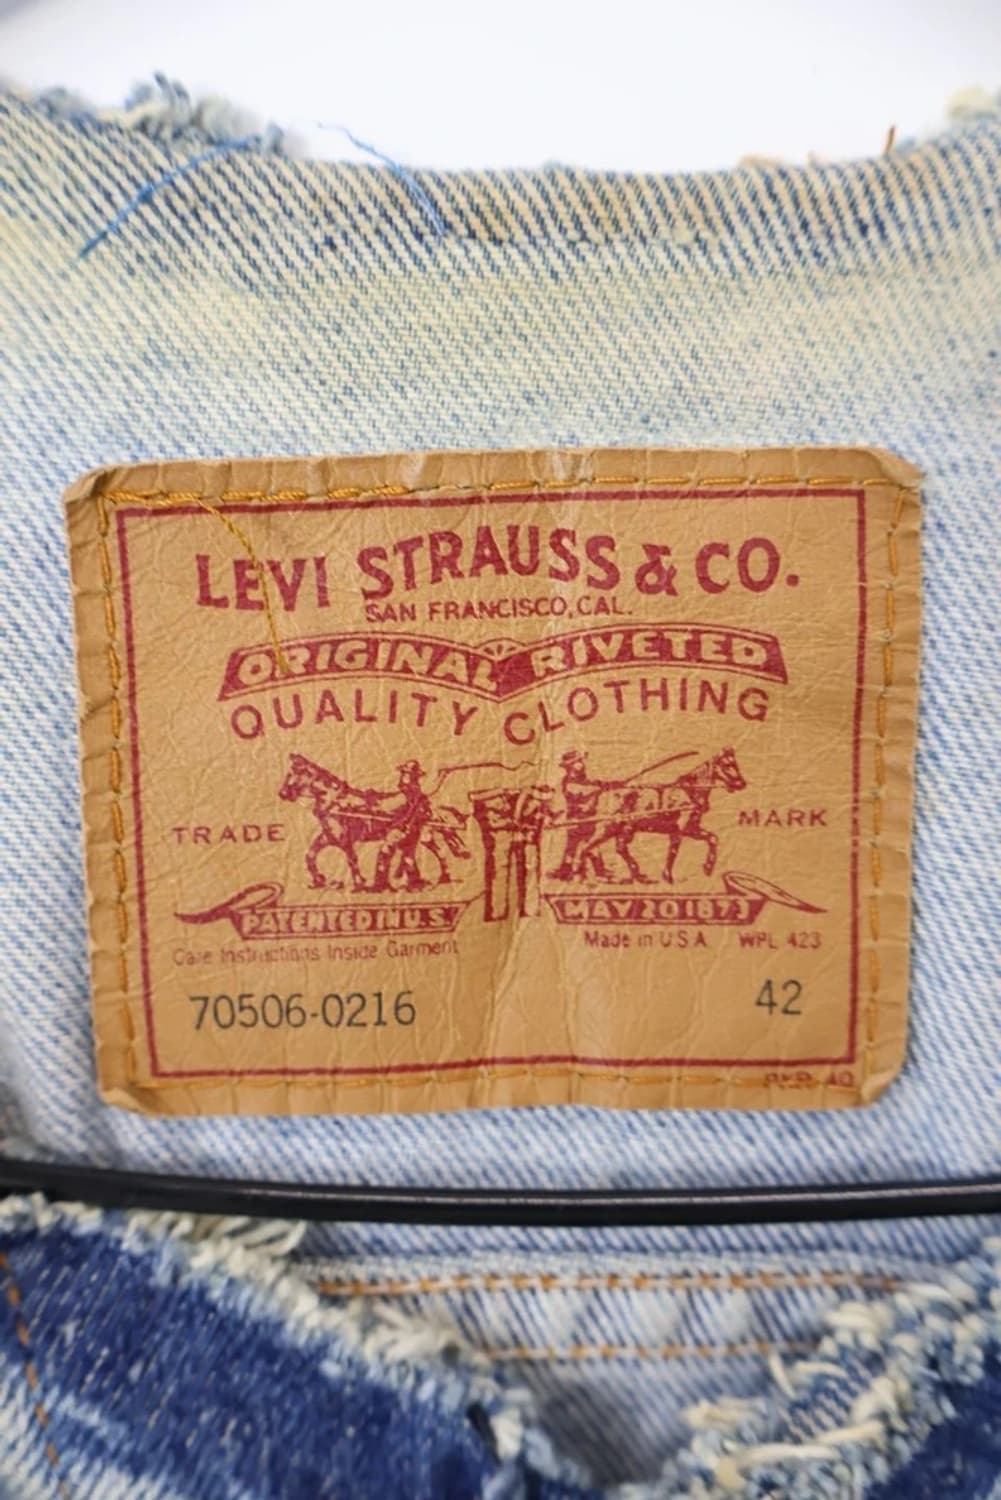 LEVI STRAUSS & CO.
SAN FRANCISCO, CAL.
ORIGINAL RIVETED
QUALITY CLOTHING
TRADE MARK
PATENTED IN U.S. MAY 20 1873
Care Instructions Inside Garment Made in U S A WPL 423
70506-0216 42